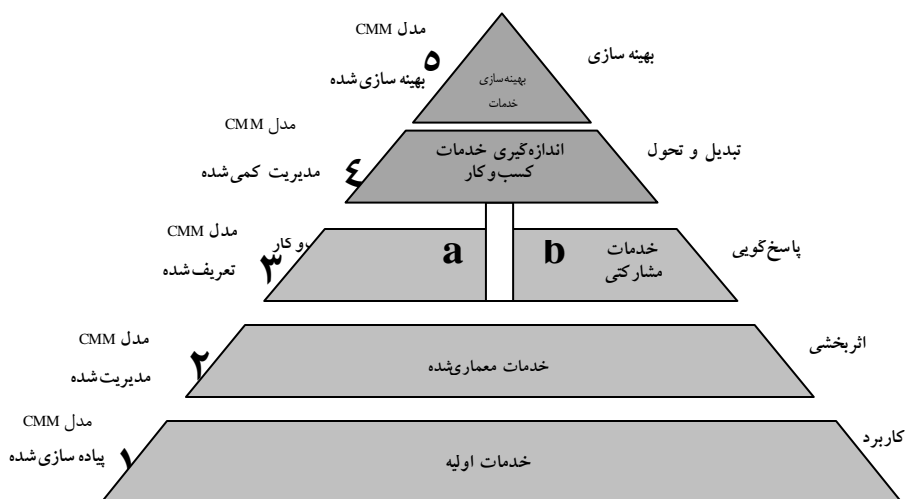 بهینه سازی
مدل CMM
۵
بهینه سازی‌شده
بهینه‌سازی
خدمات
تبدیل و تحول
مدل CMM
۴
مدیریت کمی‌شده
اندازه‌گیری خدمات
کسب‌و‌کار
پاسخ‌گویی
خدمات
مشارکتی
b
a
مدل CMM
۳
تعریف‌شده
اثربخشی
خدمات معماری‌شده
مدل CMM
۲
مدیریت‌شده
کاربرد
خدمات اولیه
مدل CMM
۱
پیاده سازی‌شده